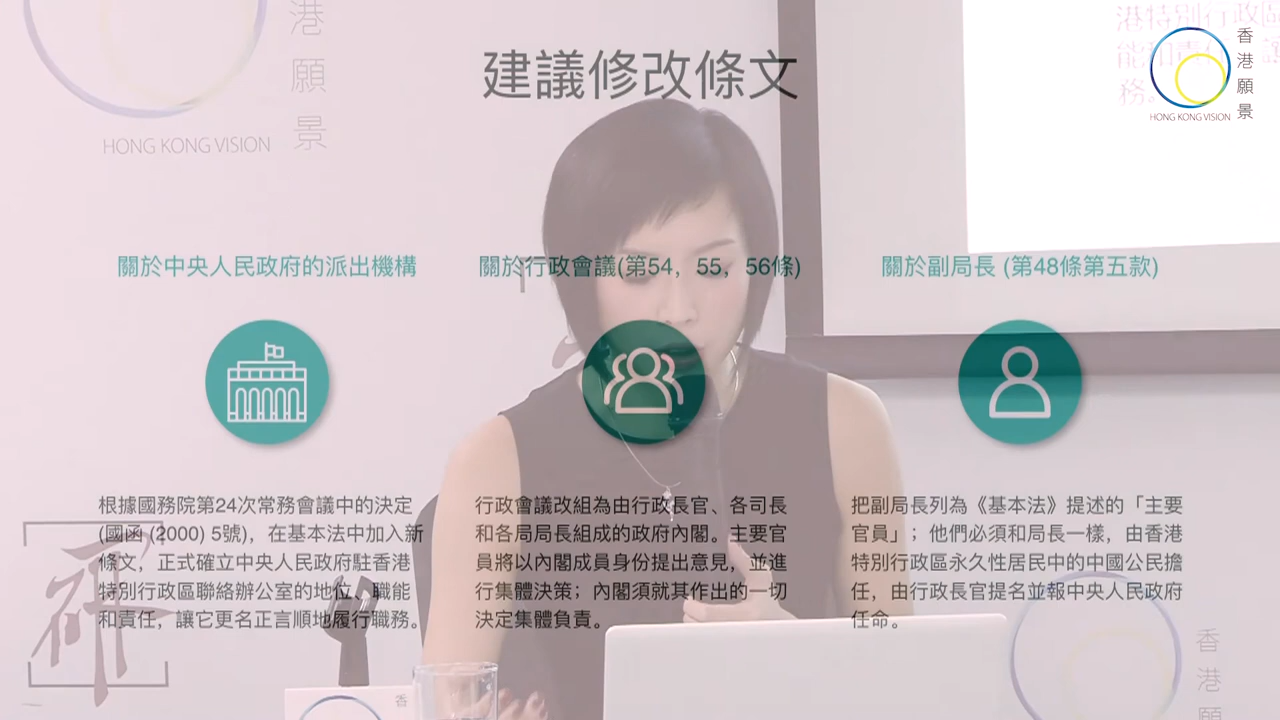 港
願
景
HONG KONG VISION
建議修改條文
港特別行政區
香
港
願
景
HONG KONG VISION
關於中央人民政府的派出機構
關於行政會議(第54，55，56條)
關於副局長 (第48條第五款)
根據國務院第24次常務會議中的決定
(國函 (2000) 5號)，在基本法中加入新
條文，正式確立中央人民政府駐香港
特別行政區聯絡辦公室的地位、職能
和責任，讓它更名正言順地履行職務。
行政會議改組為由行政長官、各司長
和各局局長組成的政府內閣。主要官
員將以內閣成員身份提出意見，並進
行集體決策；內閣須就其作出的一切
決定集體負責。
把副局長列為《基本法》提述的「主要
官員」；他們必須和局長一樣，由香港
特別行政區永久性居民中的中國公民擔
任，由行政長官提名並報中央人民政府
任命。
香
香
港
願